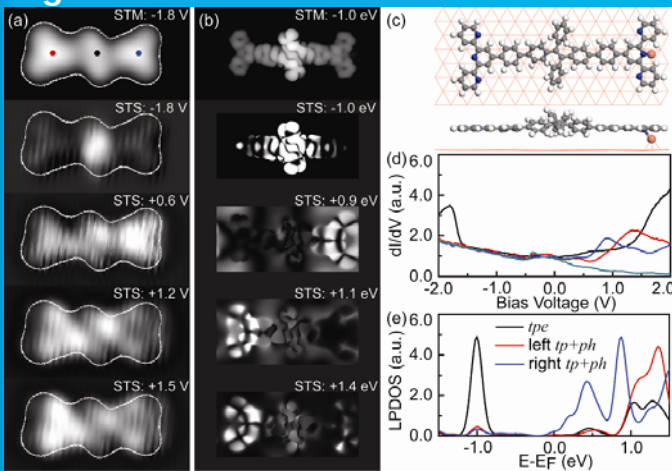 (a)
STM: -1.8 V
STS: -1.8 V
STS: +0.6 V
STS: +1.2 V
STS: +1.5 V
(b)
STM: -1.0 eV
STS: -1.0 eV
STS: +0.9 eV
STS: +1.1 eV
STS: +1.4 eV
(c)
(d)
dI/dV (a.u.)
6.0
4.0
2.0
0.0
-2.0
-1.0
0.0
1.0
2.0
Bias Voltage (V)
(e)
LPDOS (a.u.)
6.0
4.0
2.0
0.0
tpe
left tp+ph
right tp+ph
-1.0
0.0
1.0
E-EF (eV)